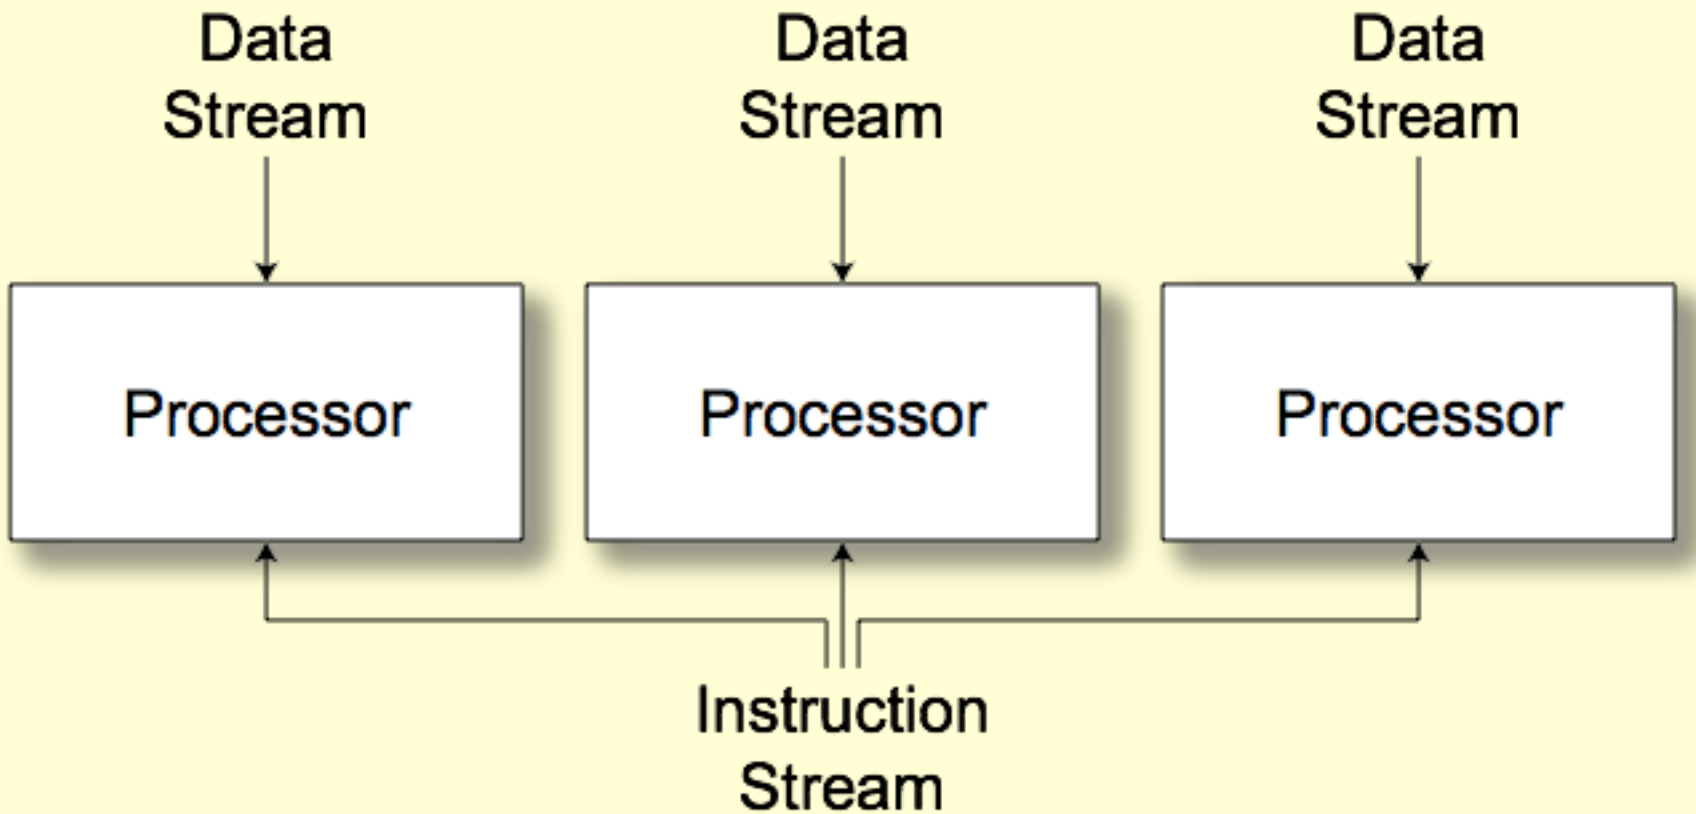 Data
Stream
Data
Stream
Data
Stream
Processor
Processor
Processor
Instruction
Stream